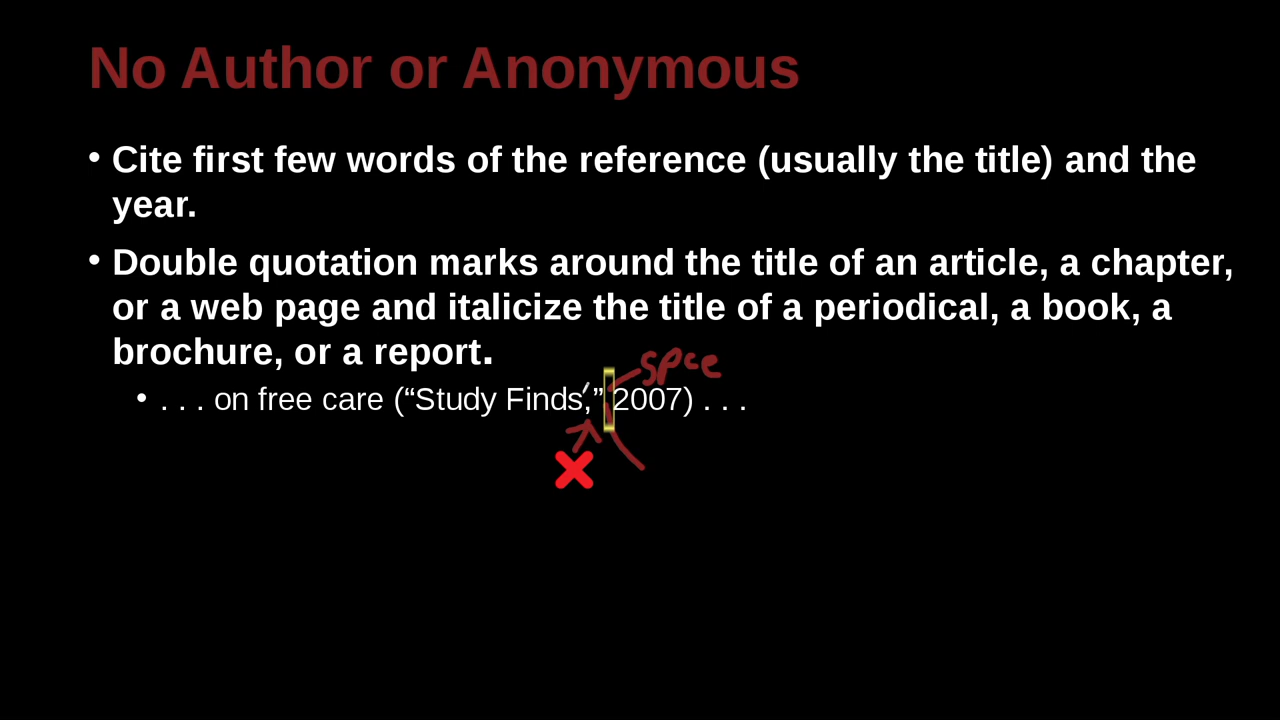 No Author or Anonymous
• Cite first few words of the reference (usually the title) and the
year.
• Double quotation marks around the title of an article, a chapter,
or a web page and italicize the title of a periodical, a book, a
brochure, or a report.
spce
• . . . on free care (“Study Finds,” 2007) . . .